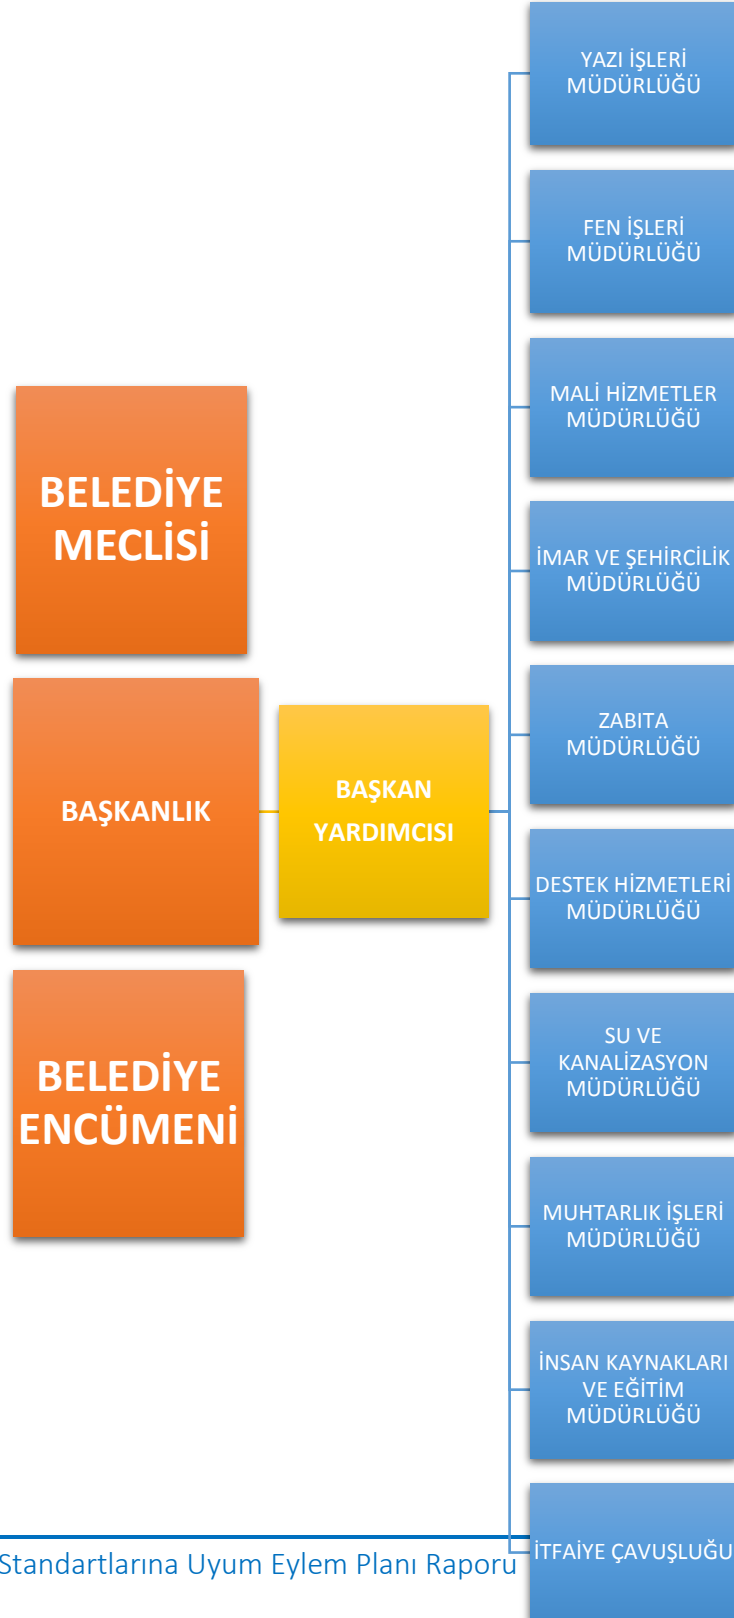 YAZI İŞLERİ
MÜDÜRLÜĞÜ
FEN İŞLERİ
MÜDÜRLÜĞÜ
MALİ HİZMETLER
MÜDÜRLÜĞÜ
BELEDİYE
MECLİSİ
İMAR VE ŞEHİRCİLİK
MÜDÜRLÜĞÜ
ZABITA
MÜDÜRLÜĞÜ
BAŞKANLIK
BAŞKAN
YARDIMCISI
DESTEK HİZMETLERİ
MÜDÜRLÜĞÜ
SU VE
KANALİZASYON
MÜDÜRLÜĞÜ
BELEDİYE
ENCÜMENİ
MUHTARLIK İŞLERİ
MÜDÜRLÜĞÜ
İNSAN KAYNAKLARI
VE EĞİTİM
MÜDÜRLÜĞÜ
İTFAİYE ÇAVUŞLUĞU
Standartlarına Uyum Eylem Planı Raporu